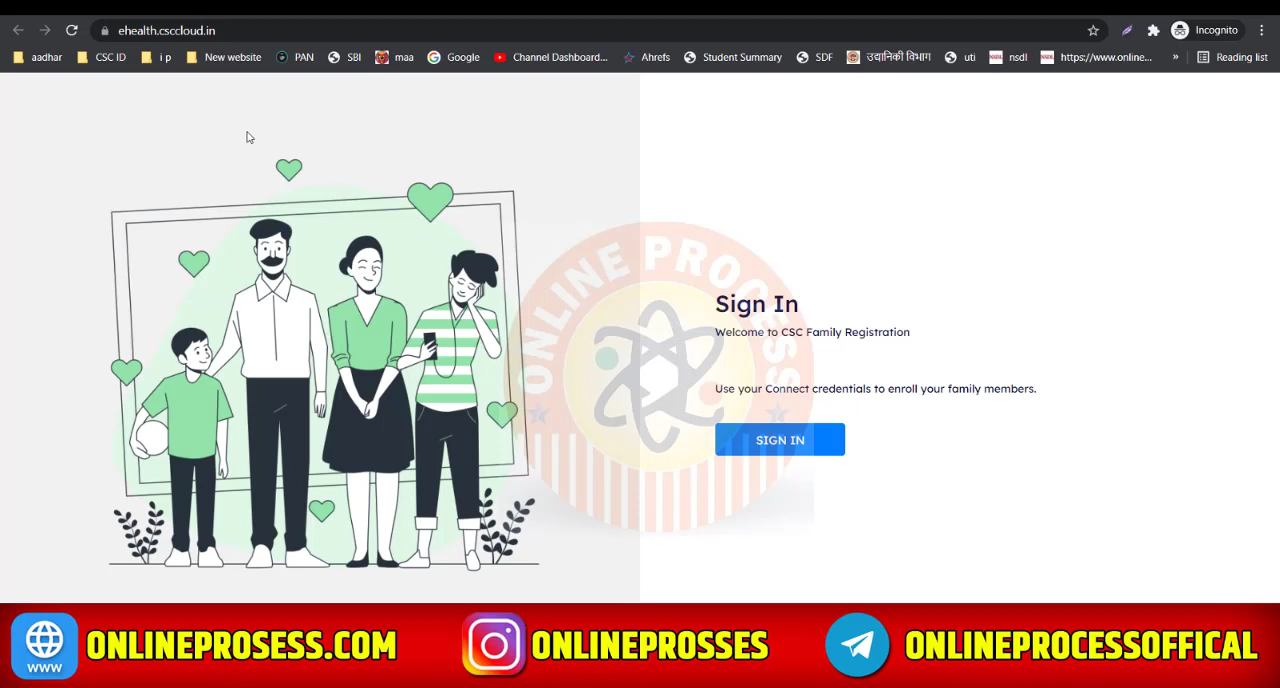 ehealth.csccloud.in
Incognito
aadhar CSC ID i p New website PAN SBI maa Google Channel Dashboard... Ahrefs Student Summary SDF उद्यानिकी विभाग uti nsdl https://www.online... » Reading list
ONLINE PROCESS
Sign In
Welcome to CSC Family Registration
Use your Connect credentials to enroll your family members.
SIGN IN
WWW
ONLINEPROSESS.COM
ONLINEPROSSES
ONLINEPROCESSOFFICAL